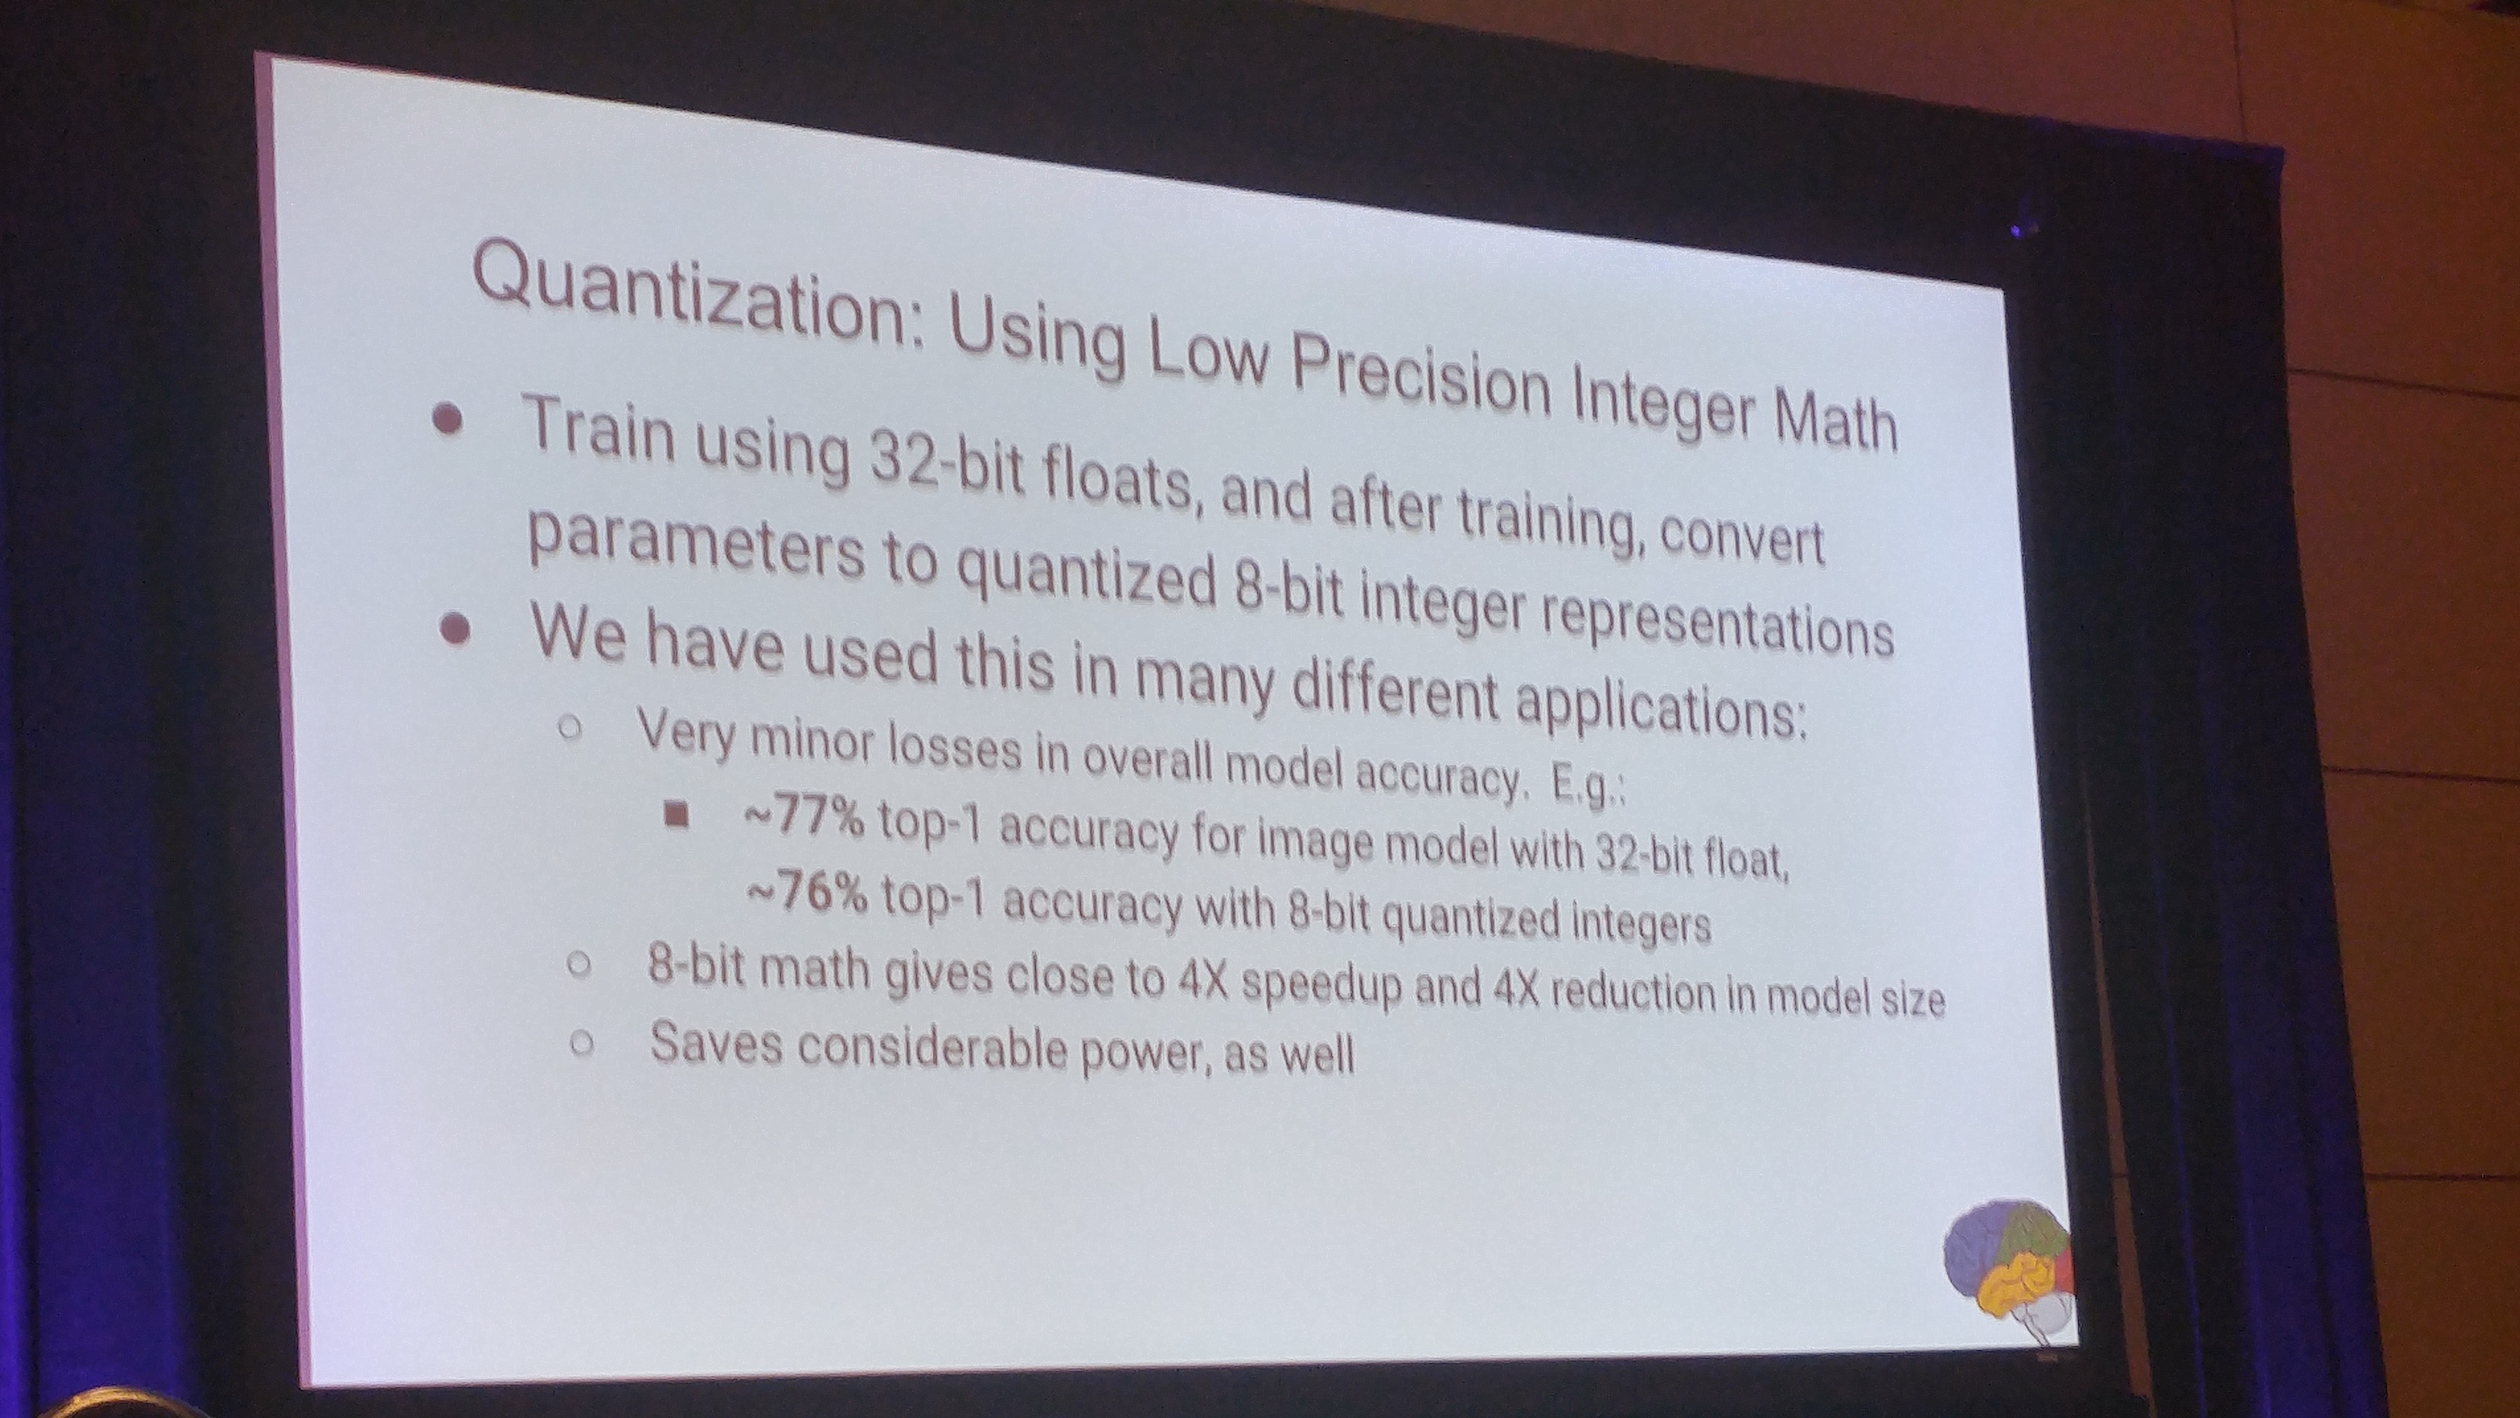 Quantization: Using Low Precision Integer Math
● Train using 32-bit floats, and after training, convert
parameters to quantized 8-bit integer representations
● We have used this in many different applications:
○ Very minor losses in overall model accuracy. E.g.:
■ ~77% top-1 accuracy for image model with 32-bit float,
~76% top-1 accuracy with 8-bit quantized integers
○ 8-bit math gives close to 4X speedup and 4X reduction in model size
○ Saves considerable power, as well